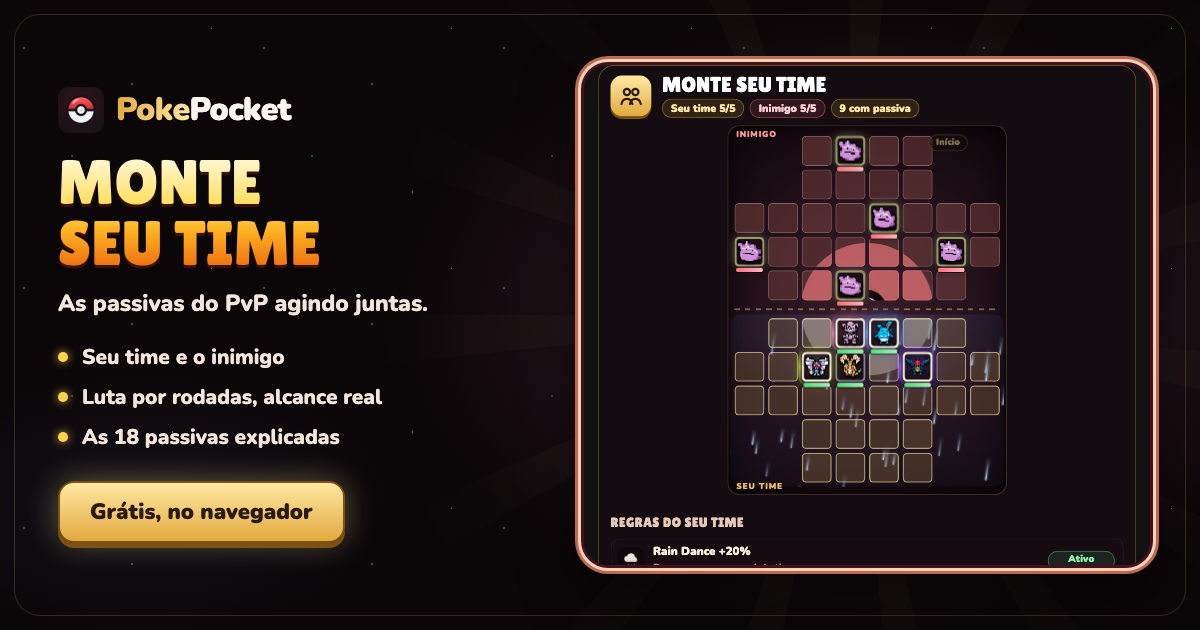 PokePocket
MONTE
SEU TIME
As passivas do PvP agindo juntas.
Seu time e o inimigo
Luta por rodadas, alcance real
As 18 passivas explicadas
Grátis, no navegador
MONTE SEU TIME
Seu time 5/5
Inimigo 5/5
9 com passiva
INIMIGO
Início
SEU TIME
REGRAS DO SEU TIME
Rain Dance +20%
Ativo